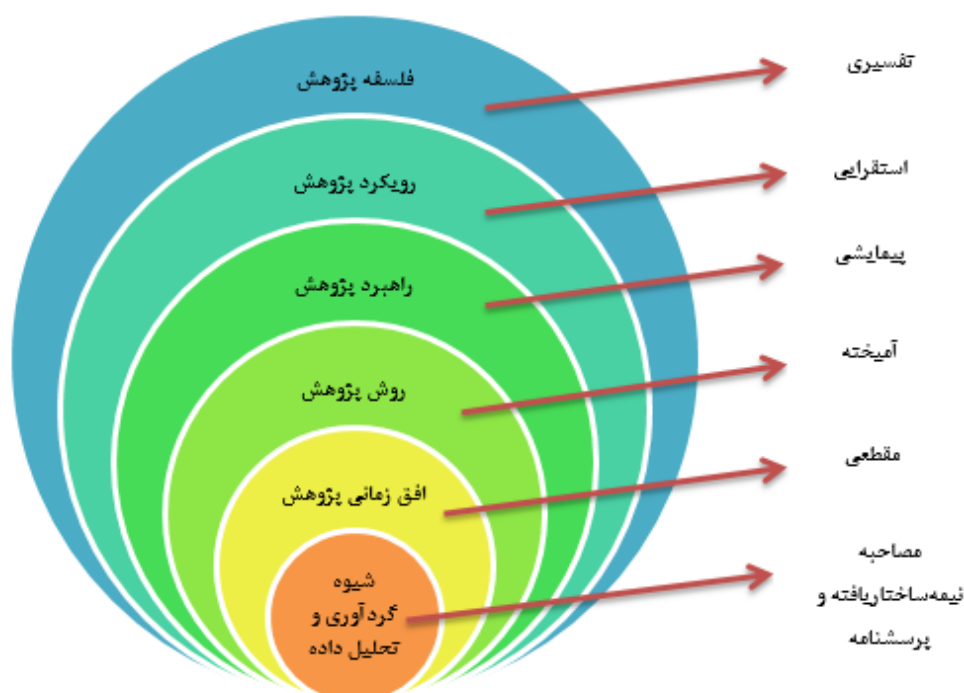 فلسفه پژوهش
تفسیری
رویکرد پژوهش
استقرایی
راهبرد پژوهش
پیمایشی
روش پژوهش
آمیخته
افق زمانی پژوهش
مقطعی
شیوه
گردآوری و
تحلیل داده
مصاحبه
نیمه‌ساختاریافته و
پرسشنامه